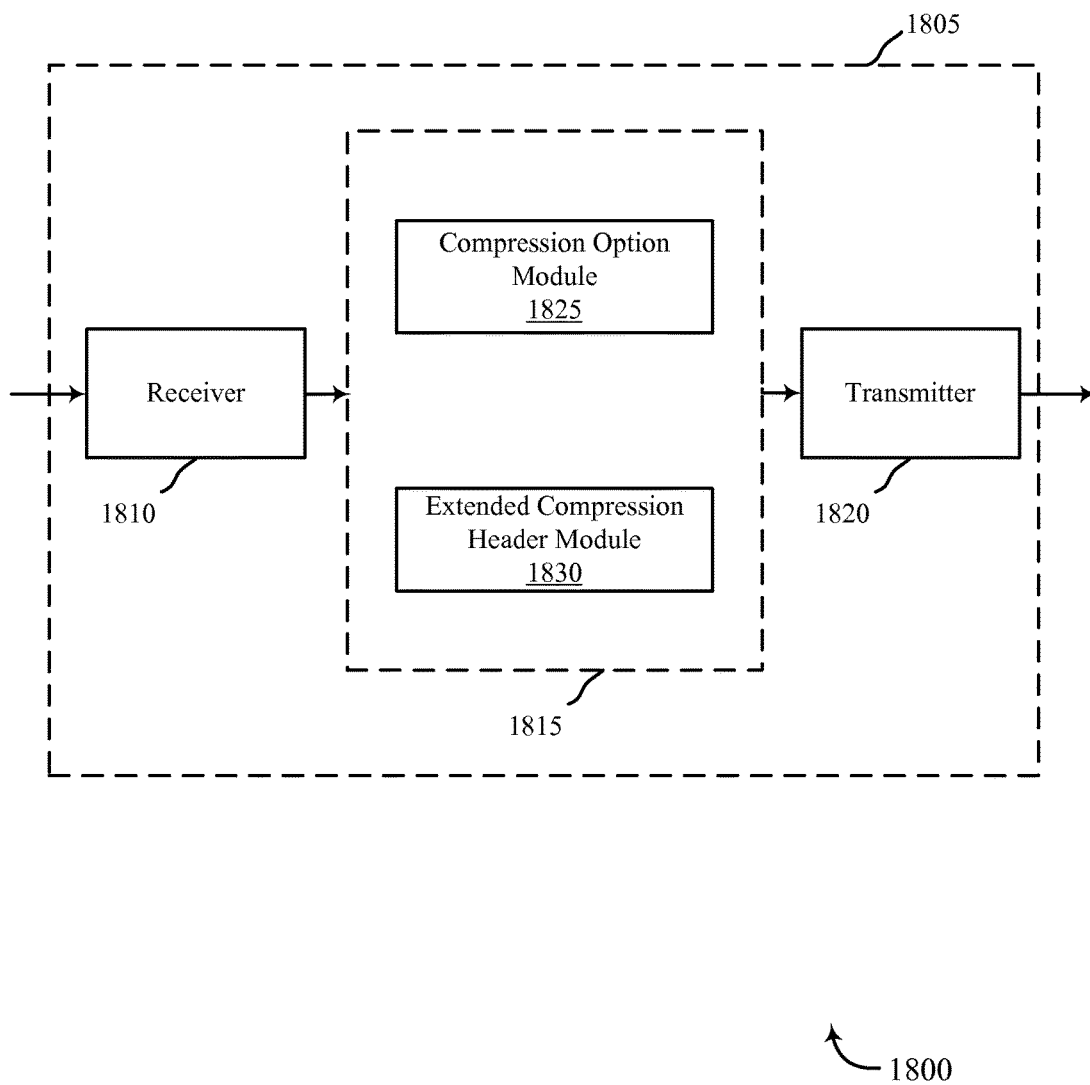 1805
Compression Option
Module
1825
Receiver
Transmitter
1810
1820
Extended Compression
Header Module
1830
1815
1800